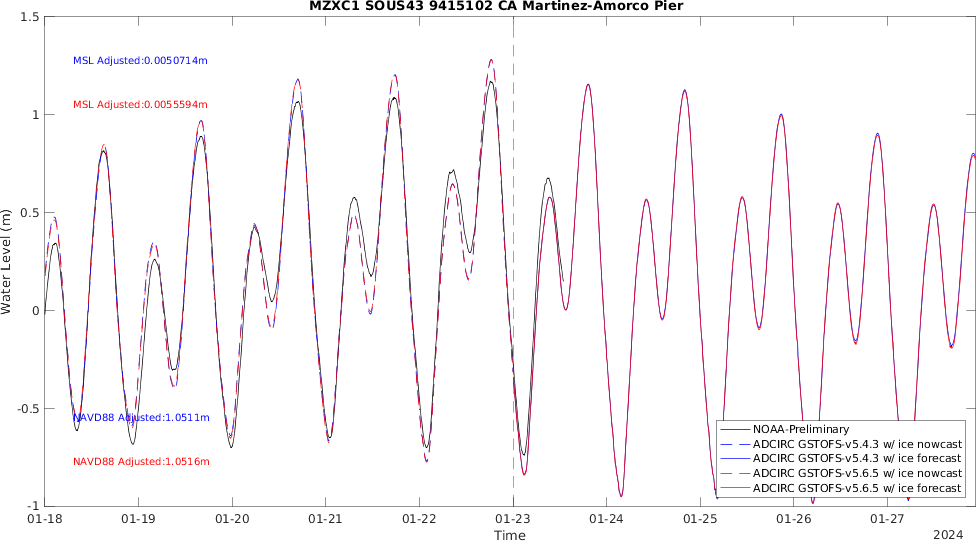 MZXC1 SOUS43 9415102 CA Martinez-Amorco Pier
1.5
1
0.5
0
-0.5
-1
Water Level (m)
MSL Adjusted:0.0050714m
MSL Adjusted:0.0055594m
NAVD88 Adjusted:1.0511m
NAVD88 Adjusted:1.0516m
NOAA-Preliminary
ADCIRC GSTOFS-v5.4.3 w/ ice nowcast
ADCIRC GSTOFS-v5.4.3 w/ ice forecast
ADCIRC GSTOFS-v5.6.5 w/ ice nowcast
ADCIRC GSTOFS-v5.6.5 w/ ice forecast
01-18 01-19 01-20 01-21 01-22 01-23 01-24 01-25 01-26 01-27
Time
2024